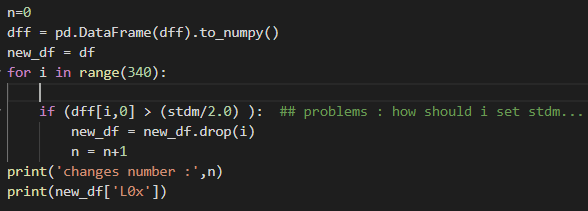 n=0
dff = pd.DataFrame(dff).to_numpy()
new_df = df
for i in range(340):
if (dff[i,0] > (stdm/2.0) ):  ## problems : how should i set stdm...
new_df = new_df.drop(i)
n = n+1
print('changes number :',n)
print(new_df['L0x'])